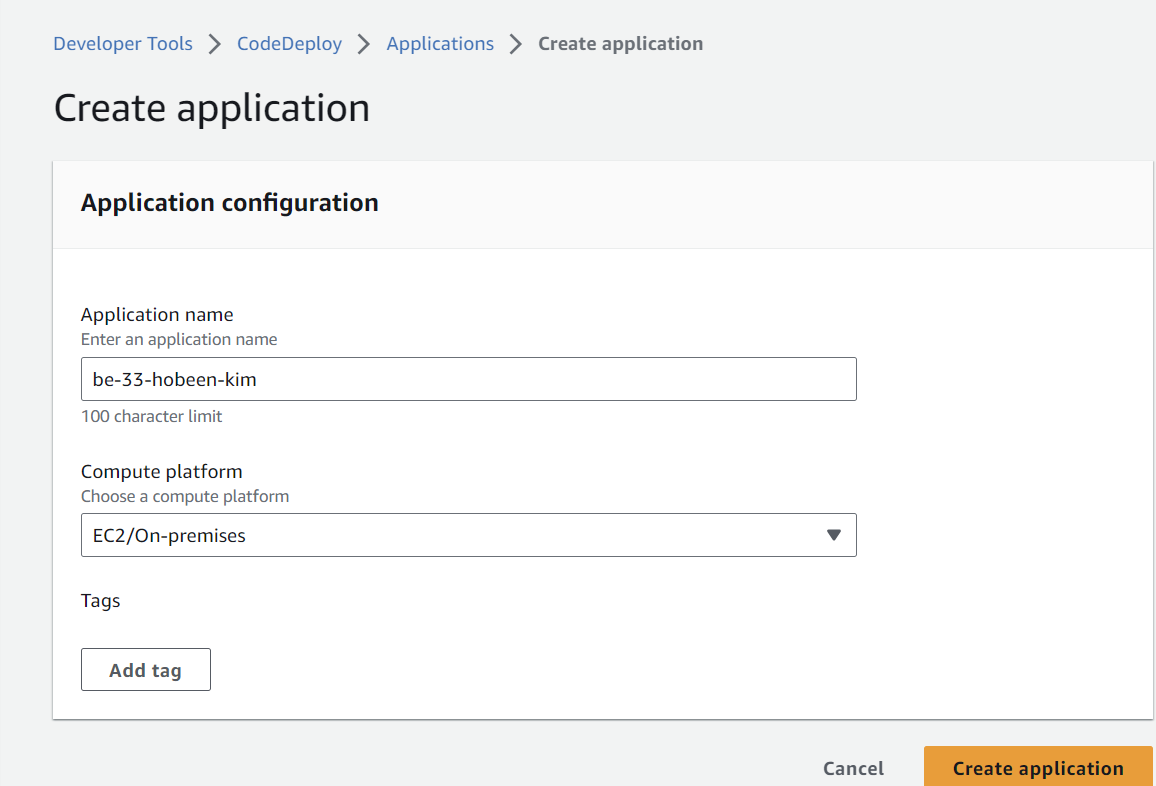 Developer Tools > CodeDeploy > Applications > Create application
Create application
Application configuration
Application name
Enter an application name
be-33-hobeen-kim
100 character limit
Compute platform
Choose a compute platform
EC2/On-premises
Tags
Add tag
Cancel Create application